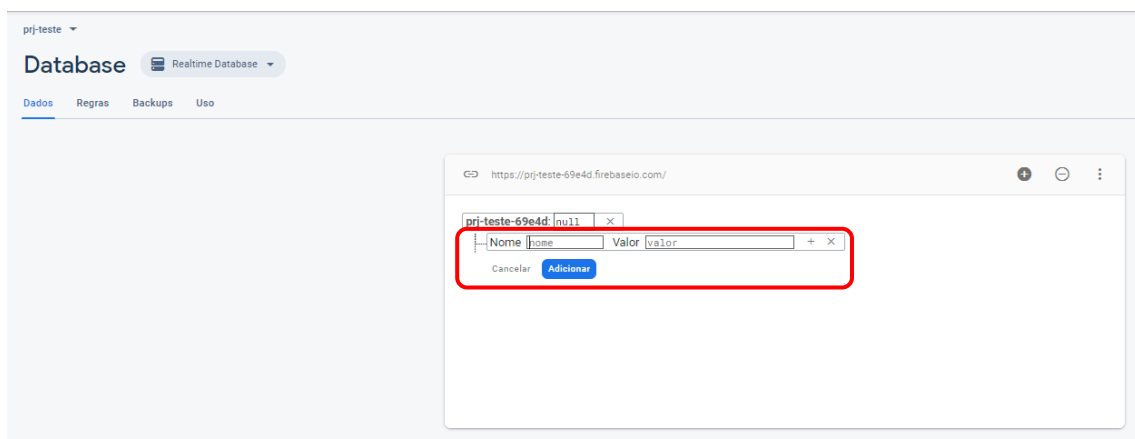 prj-teste
Database Realtime Database
Dados Regras Backups Uso
https://prj-teste-69e4d.firebaseio.com/
prj-teste-69e4d: null
Nome nome Valor valor
Cancelar Adicionar